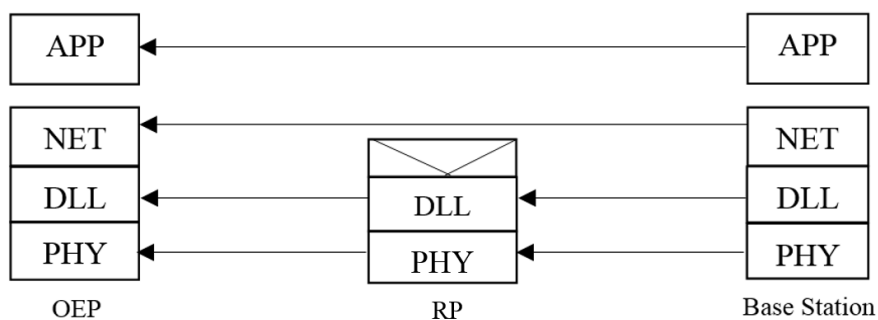 APP APP
NET NET
DLL DLL DLL
PHY PHY PHY
OEP RP Base Station